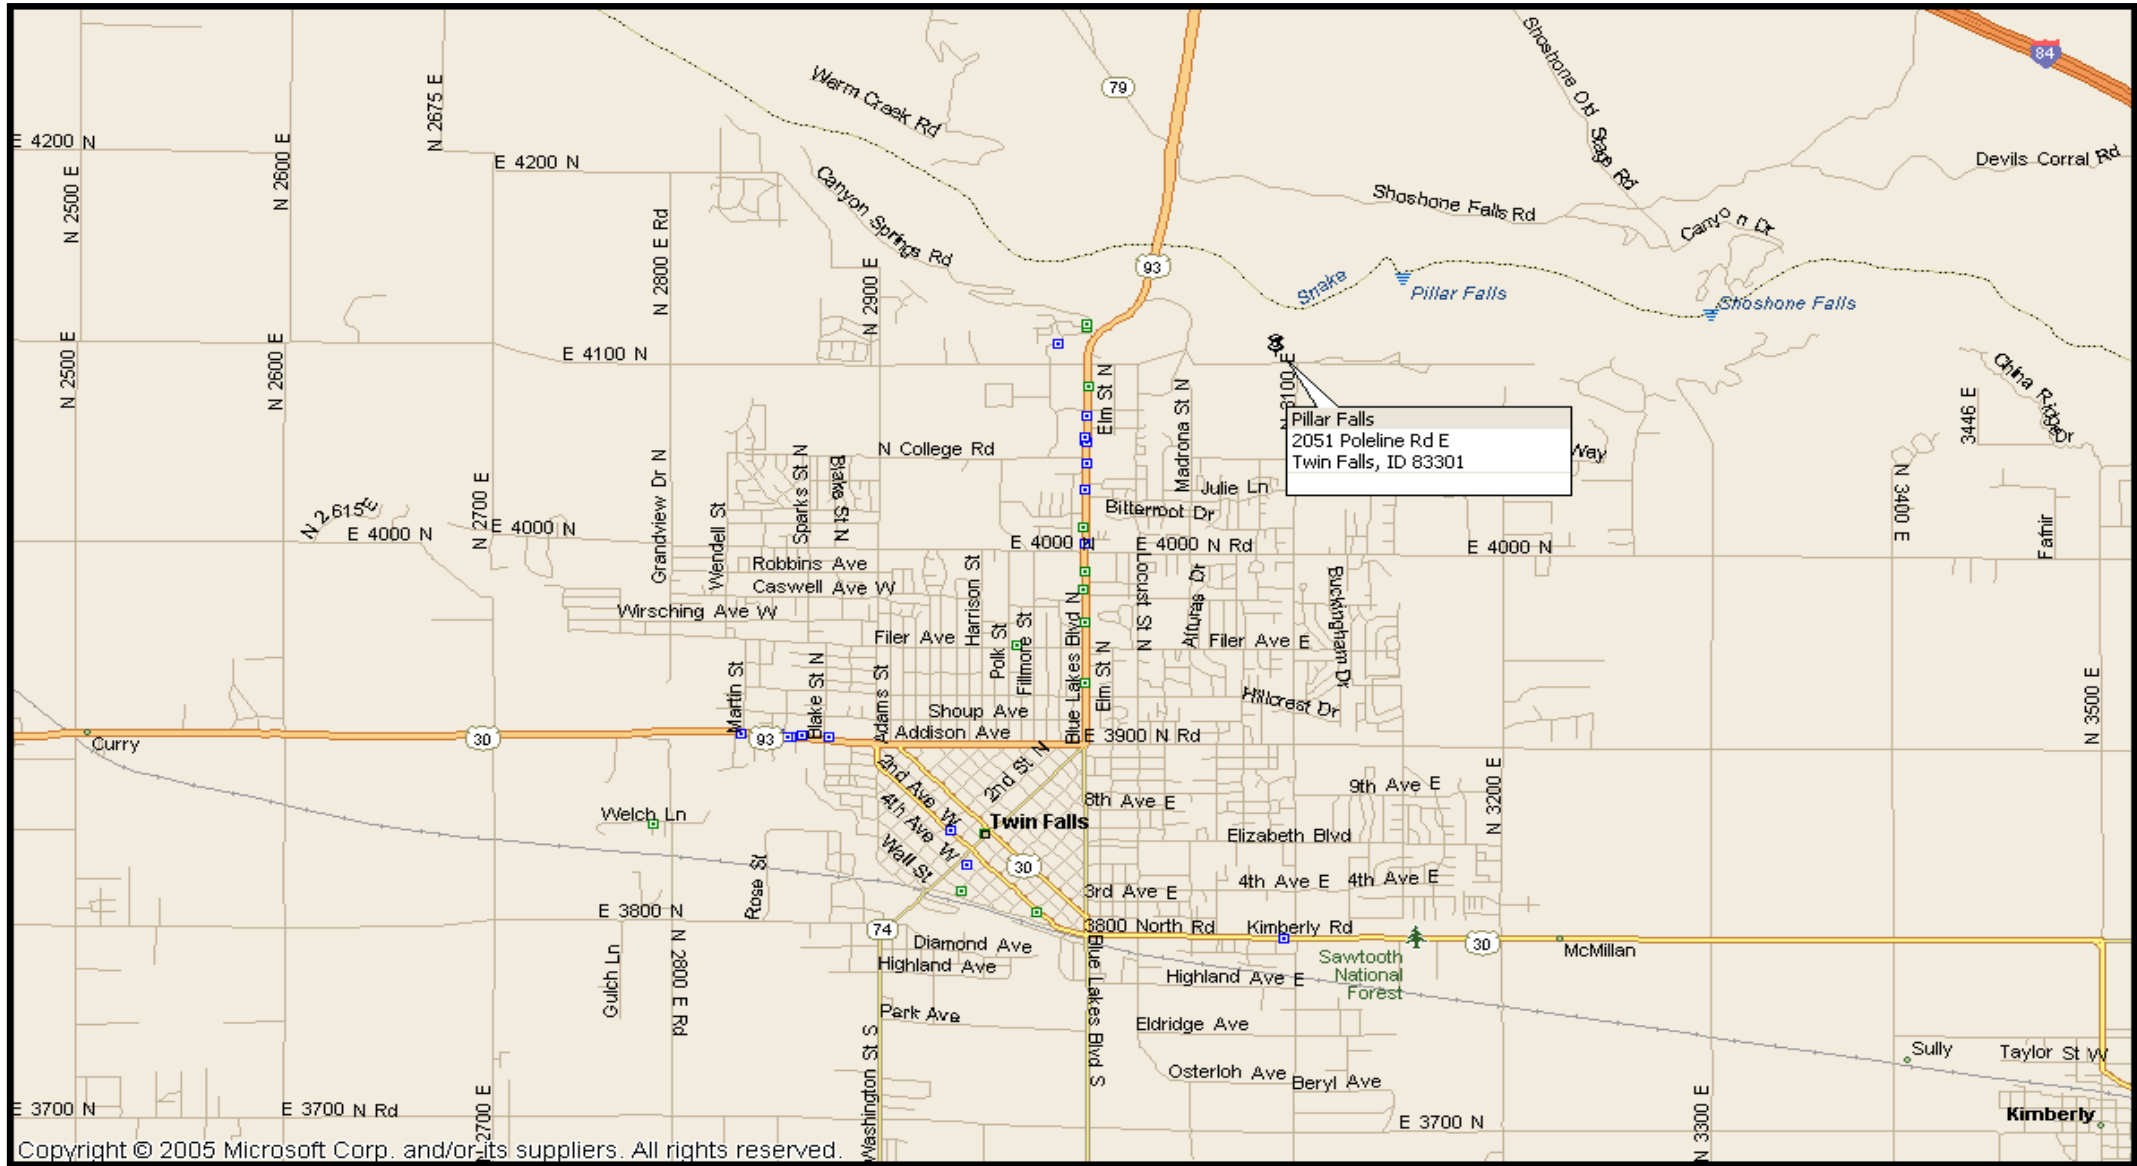 84
79
Warm Creek Rd
Shoshone Old Stage Rd
N 2675 E
E 4200 N
N 2500 E
N 2600 E
E 4200 N
Devils Corral Rd
Canyon Springs Rd
Shoshone Falls Rd
Canyon Dr
N 2800 E Rd
N 2900 E
93
Snake
Pillar Falls
Shoshone Falls
N 2500 E
N 2600 E
E 4100 N
Elm St N
Madrona St N
Pillar Falls
2051 Poleline Rd E
Twin Falls, ID 83301
Way
China Ridge Dr
3446 E
N College Rd
Grandview Dr N
Sparks St N
Blake St N
Julie Ln
Bitterroot Dr
N 2615 E
N 2700 E
E 4000 N
E 4000 N
Wendell St
E 4000 N
E 4000 N Rd
E 4000 N
N 3400 E
Fafnir
Robbins Ave
Caswell Ave W
Wirsching Ave W
Harrison St
Locust St N
Alturas Dr
Buckingham Dr
Filer Ave
Polk St
Fillmore St
Blue Lakes Blvd N
Elm St N
Filer Ave E
Martin St
Blake St N
Adams St
Shoup Ave
Hillcrest Dr
N 3500 E
Curry
30
93
Addison Ave
E 3900 N Rd
2nd Ave W
2nd St N
4th Ave W
Wall St
8th Ave E
9th Ave E
N 3200 E
Welch Ln
Twin Falls
Elizabeth Blvd
30
Rose St
3rd Ave E
4th Ave E
4th Ave E
E 3800 N
74
3800 North Rd
Kimberly Rd
30
McMillan
Gulch Ln
N 2800 E Rd
Diamond Ave
Highland Ave
Sawtooth
National
Forest
Highland Ave E
Park Ave
Blue Lakes Blvd S
Eldridge Ave
Washington St S
Osterloh Ave
Beryl Ave
Sully
Taylor St W
E 3700 N
E 3700 N Rd
N 2700 E
E 3700 N
N 3300 E
Kimberly
Copyright © 2005 Microsoft Corp. and/or its suppliers. All rights reserved.